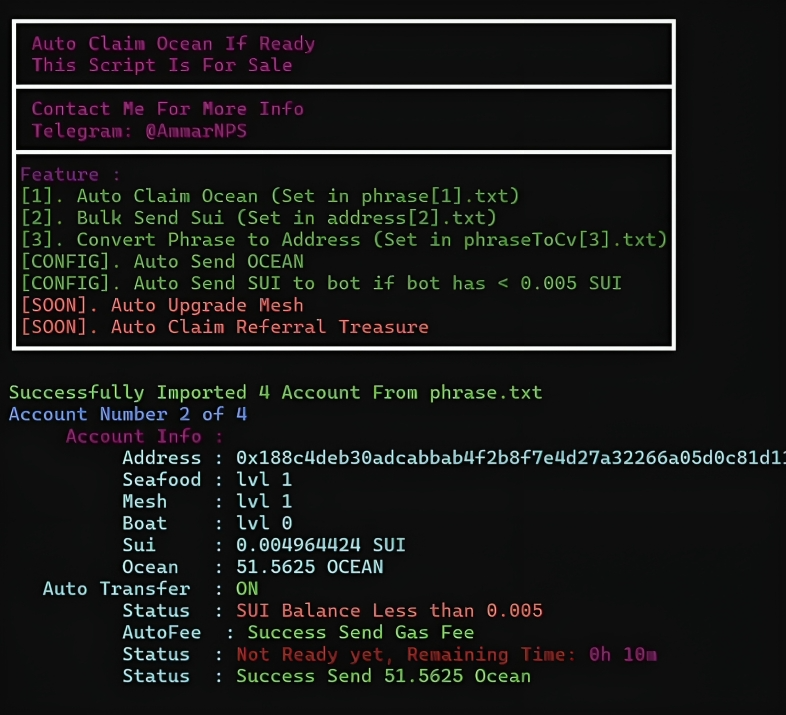 Auto Claim Ocean If Ready
This Script Is For Sale
Contact Me For More Info
Telegram: @AmmarNPS
Feature :
[1]. Auto Claim Ocean (Set in phrase[1].txt)
[2]. Bulk Send Sui (Set in address[2].txt)
[3]. Convert Phrase to Address (Set in phraseToCv[3].txt)
[CONFIG]. Auto Send OCEAN
[CONFIG]. Auto Send SUI to bot if bot has < 0.005 SUI
[SOON]. Auto Upgrade Mesh
[SOON]. Auto Claim Referral Treasure
Successfully Imported 4 Account From phrase.txt
Account Number 2 of 4
Account Info :
Address : 0x188c4deb30adcabbab4f2b8f7e4d27a32266a05d0c81d11
Seafood : lvl 1
Mesh : lvl 1
Boat : lvl 0
Sui : 0.004964424 SUI
Ocean : 51.5625 OCEAN
Auto Transfer : ON
Status : SUI Balance Less than 0.005
AutoFee : Success Send Gas Fee
Status : Not Ready yet, Remaining Time: 0h 10m
Status : Success Send 51.5625 Ocean